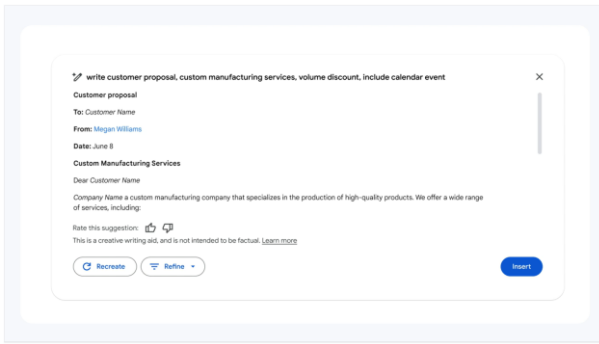 write customer proposal, custom manufacturing services, volume discount, include calendar event
Customer proposal
To: Customer Name
From: Megan Williams
Date: June 8
Custom Manufacturing Services
Dear Customer Name
Company Name a custom manufacturing company that specializes in the production of high-quality products. We offer a wide range
of services, including:
Rate this suggestion:
This is a creative writing aid, and is not intended to be factual. Learn more
Recreate
Refine
Insert